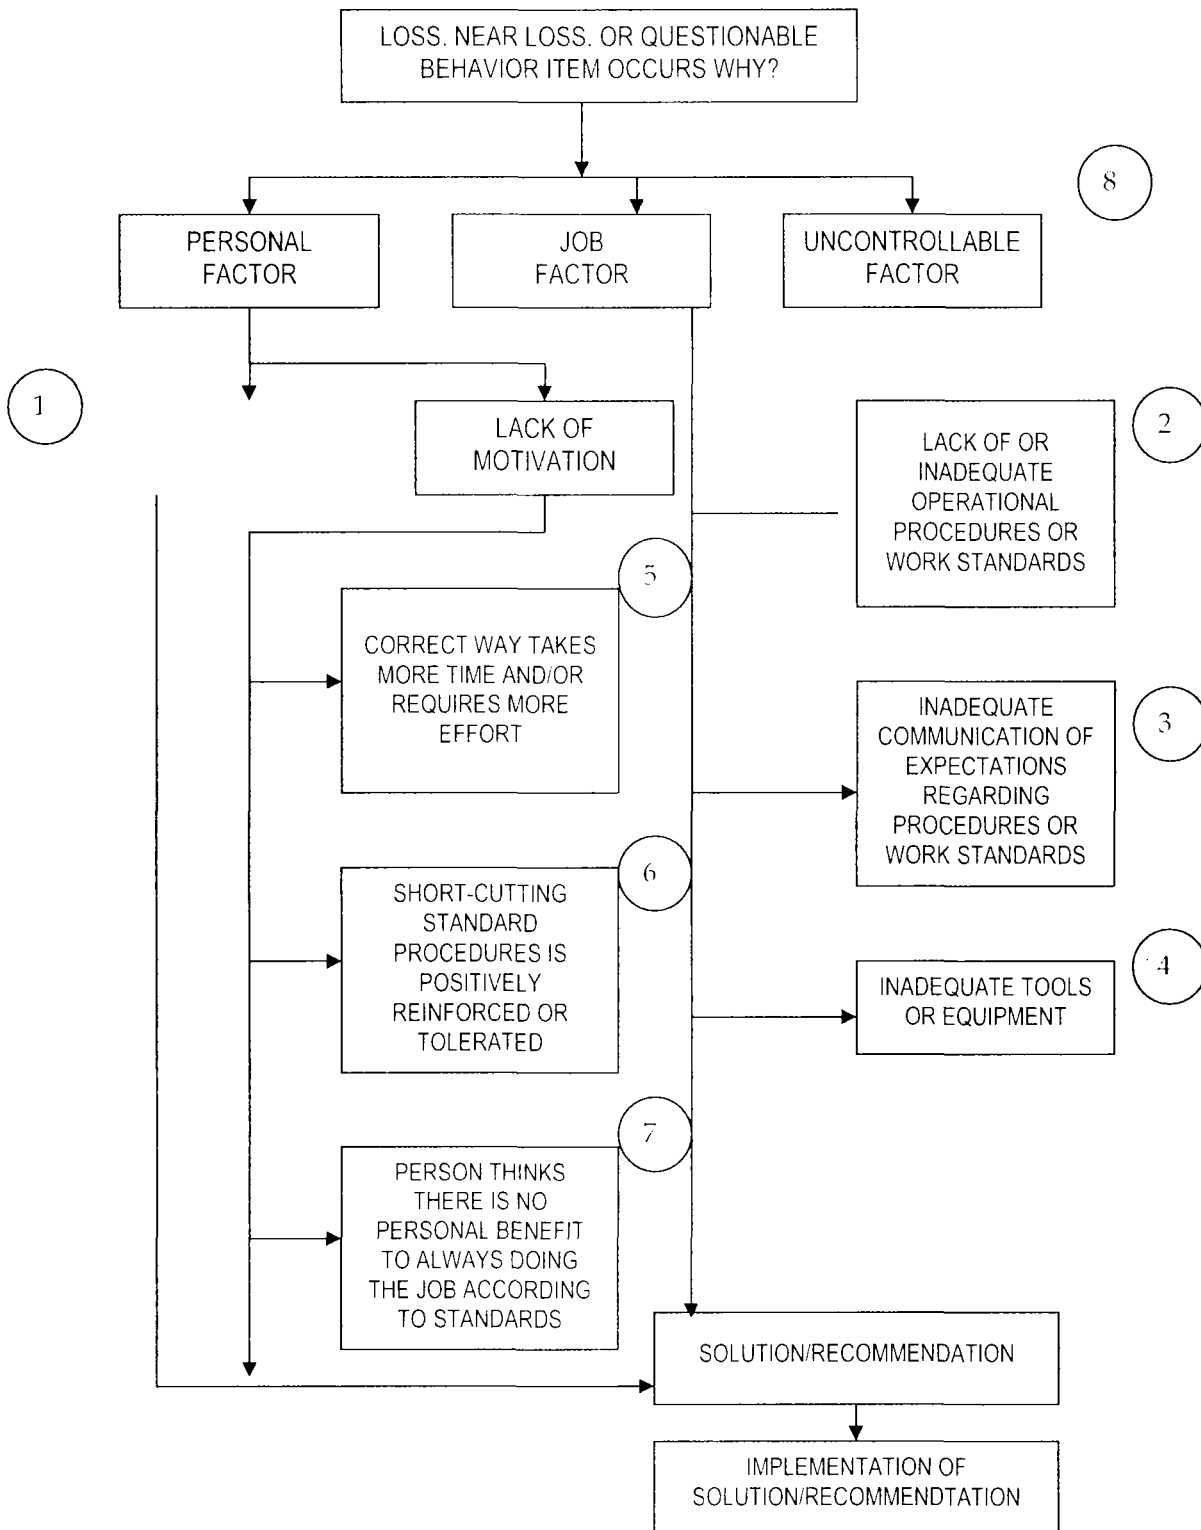 LOSS. NEAR LOSS. OR QUESTIONABLE
BEHAVIOR ITEM OCCURS WHY?
8
PERSONAL
FACTOR
JOB
FACTOR
UNCONTROLLABLE
FACTOR
1
LACK OF
MOTIVATION
2
LACK OF OR
INADEQUATE
OPERATIONAL
PROCEDURES OR
WORK STANDARDS
5
CORRECT WAY TAKES
MORE TIME AND/OR
REQUIRES MORE
EFFORT
3
INADEQUATE
COMMUNICATION OF
EXPECTATIONS
REGARDING
PROCEDURES OR
WORK STANDARDS
6
SHORT-CUTTING
STANDARD
PROCEDURES IS
POSITIVELY
REINFORCED OR
TOLERATED
4
INADEQUATE TOOLS
OR EQUIPMENT
7
PERSON THINKS
THERE IS NO
PERSONAL BENEFIT
TO ALWAYS DOING
THE JOB ACCORDING
TO STANDARDS
SOLUTION/RECOMMENDATION
IMPLEMENTATION OF
SOLUTION/RECOMMENDTATION